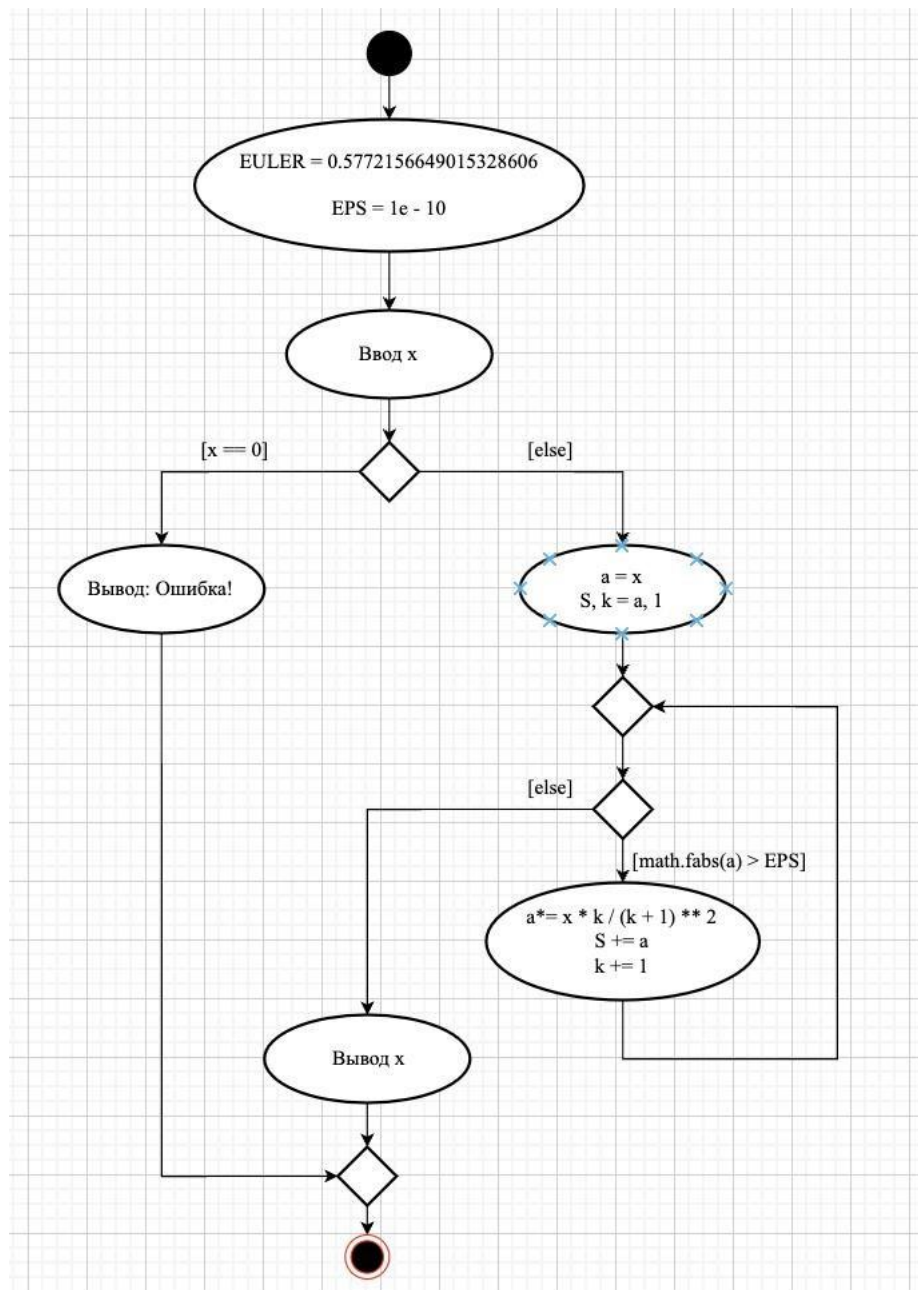 EULER = 0.5772156649015328606
EPS = 1e - 10
Ввод x
[x == 0]
[else]
Вывод: Ошибка!
a = x
S, k = a, 1
[else]
[math.fabs(a) > EPS]
a*= x * k / (k + 1) ** 2
S += a
k += 1
Вывод x